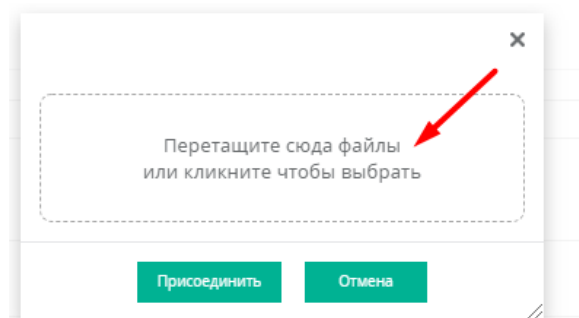 Перетащите сюда файлы
или кликните чтобы выбрать
Присоединить Отмена